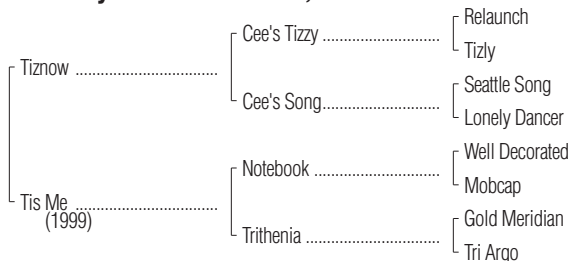 Relaunch
Cee's Tizzy
Tizly
Tiznow
Seattle Song
Cee's Song
Lonely Dancer
Well Decorated
Notebook
Mobcap
Tis Me
(1999)
Gold Meridian
Trithenia
Tri Argo